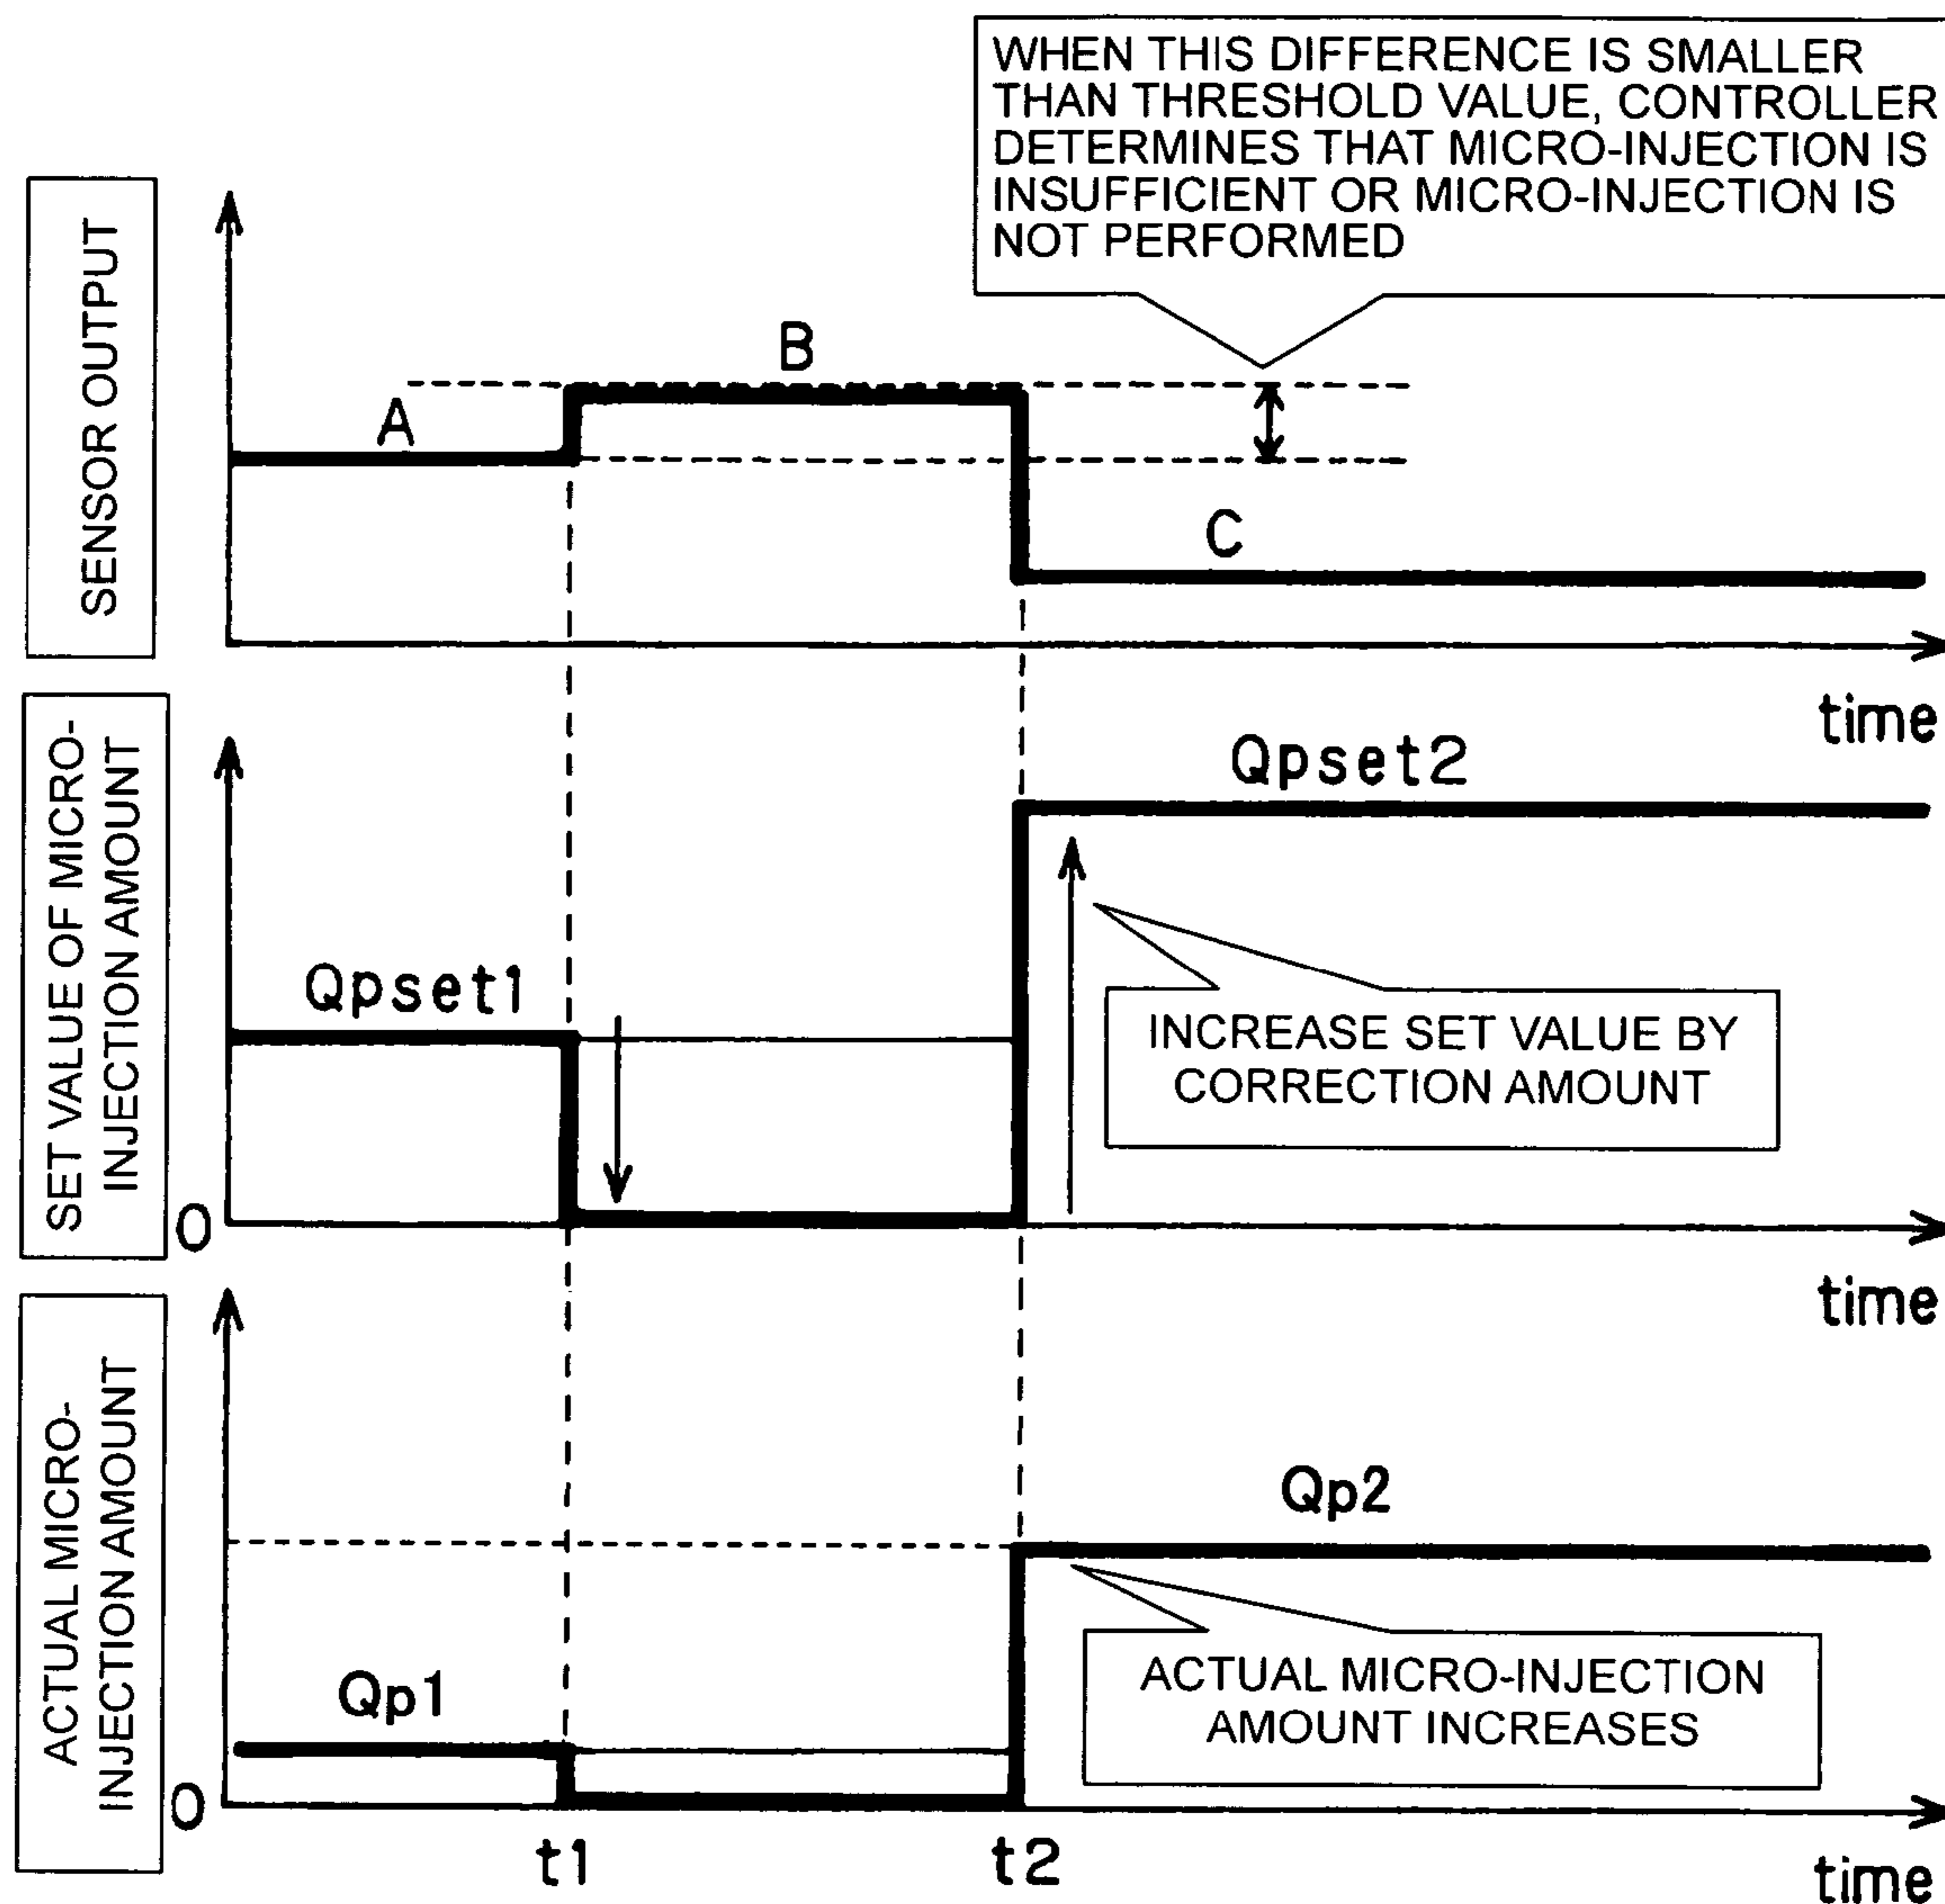 WHEN THIS DIFFERENCE IS SMALLER
THAN THRESHOLD VALUE, CONTROLLER
DETERMINES THAT MICRO-INJECTION IS
INSUFFICIENT OR MICRO-INJECTION IS
NOT PERFORMED
SENSOR OUTPUT
A
B
C
time
SET VALUE OF MICRO-
INJECTION AMOUNT
Qpset1
Qpset2
INCREASE SET VALUE BY
CORRECTION AMOUNT
0
time
ACTUAL MICRO-
INJECTION AMOUNT
Qp1
Qp2
ACTUAL MICRO-INJECTION
AMOUNT INCREASES
0
t1
t2
time